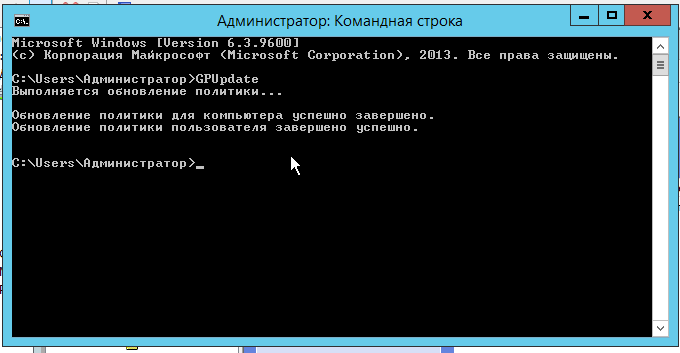 Администратор: Командная строка
Microsoft Windows [Version 6.3.9600]
(c) Корпорация Майкрософт (Microsoft Corporation), 2013. Все права защищены.
C:\Users\Администратор>GPUpdate
Выполняется обновление политики...
Обновление политики для компьютера успешно завершено.
Обновление политики пользователя завершено успешно.
C:\Users\Администратор>_